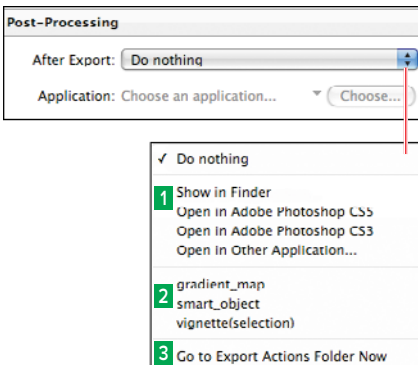 Post-Processing
After Export: Do nothing
Application: Choose an application... Choose...
✓ Do nothing
1 Show in Finder
Open in Adobe Photoshop CS5
Open in Adobe Photoshop CS3
Open in Other Application...
gradient_map
2 smart_object
vignette(selection)
3 Go to Export Actions Folder Now